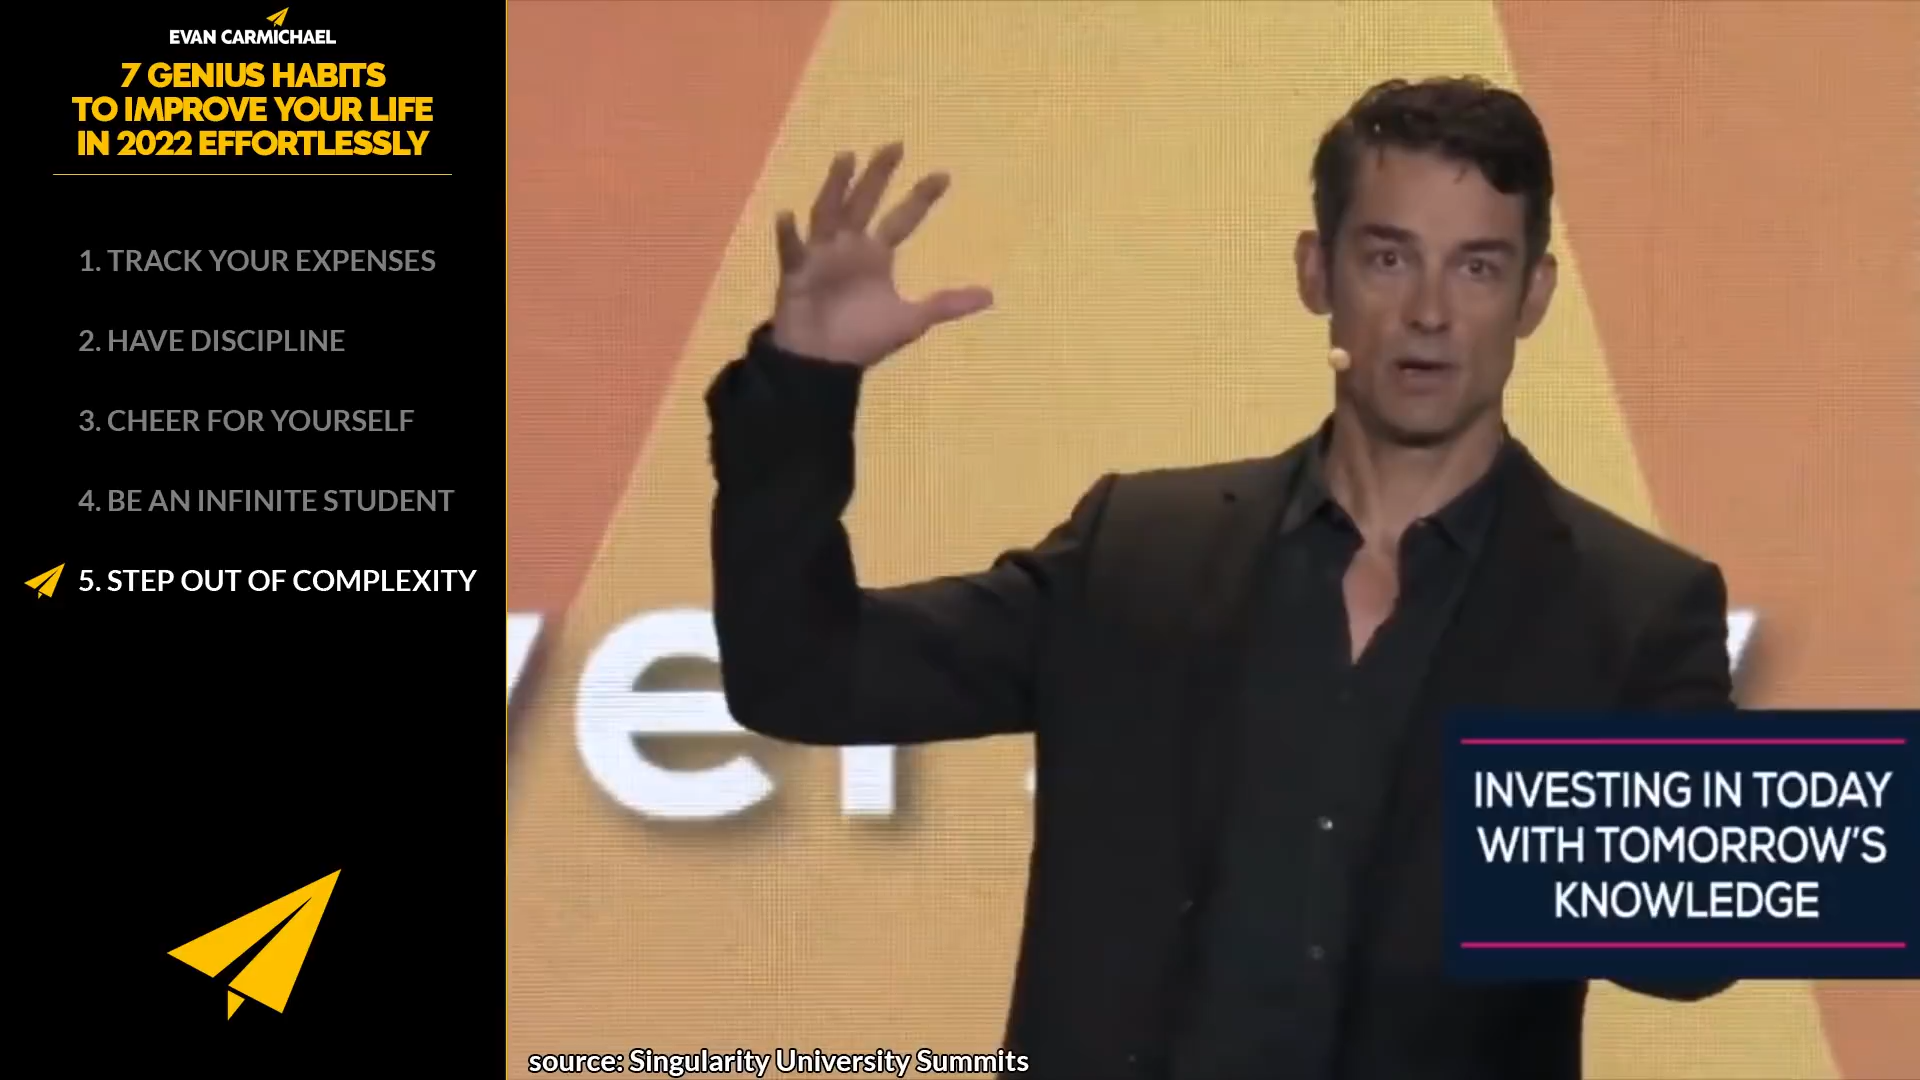 EVAN CARMICHAEL
7 GENIUS HABITS
TO IMPROVE YOUR LIFE
IN 2022 EFFORTLESSLY
1. TRACK YOUR EXPENSES
2. HAVE DISCIPLINE
3. CHEER FOR YOURSELF
4. BE AN INFINITE STUDENT
5. STEP OUT OF COMPLEXITY
INVESTING IN TODAY
WITH TOMORROW'S
KNOWLEDGE
source: Singularity University Summits